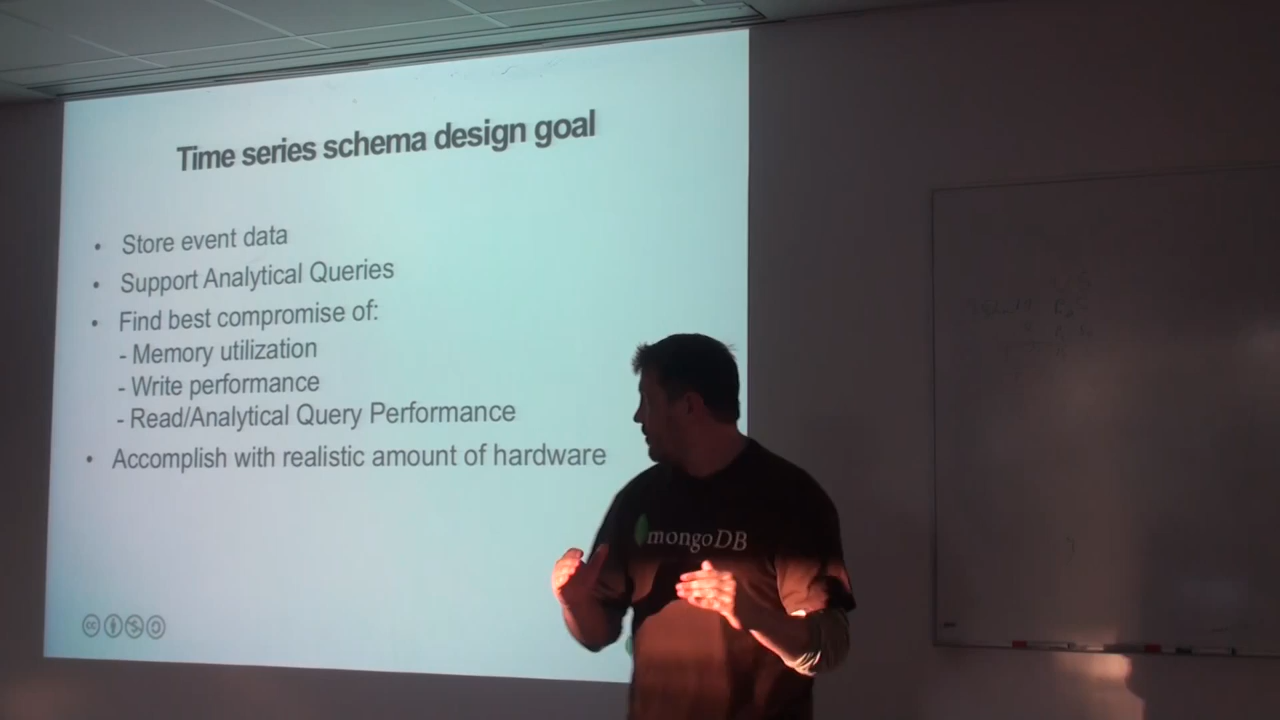 Time series schema design goal
• Store event data
• Support Analytical Queries
• Find best compromise of:
- Memory utilization
- Write performance
- Read/Analytical Query Performance
• Accomplish with realistic amount of hardware
cc
mongoDB